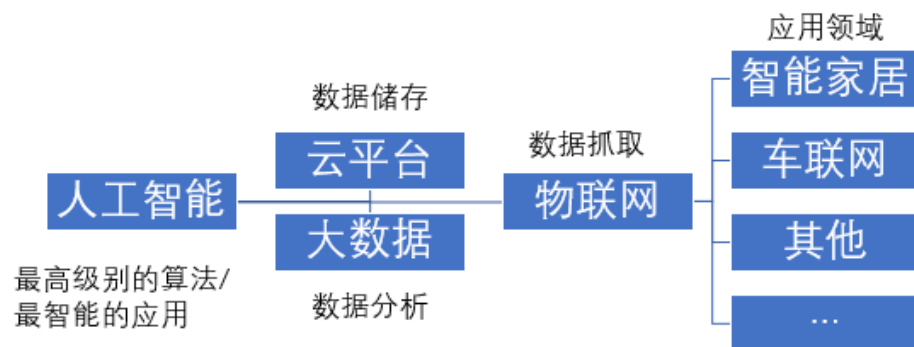 应用领域
智能家居
数据储存
云平台
数据抓取
车联网
人工智能
物联网
大数据
其他
最高级别的算法/
最智能的应用
数据分析
...